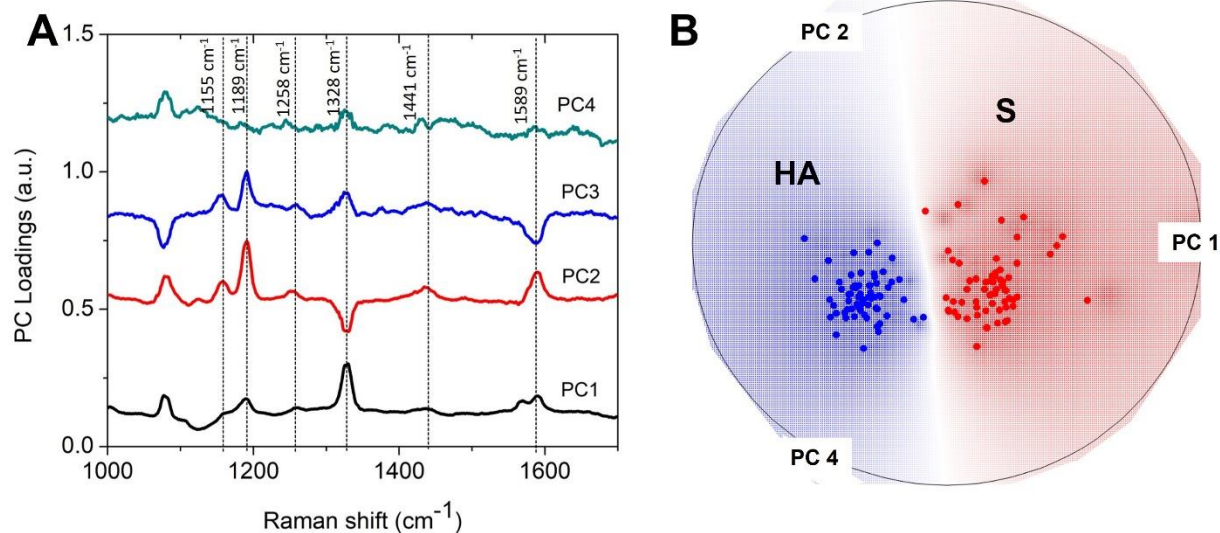 A
B
1.5
1.0
0.5
0.0
PC Loadings (a.u.)
1155 cm⁻¹
1189 cm⁻¹
1258 cm⁻¹
1328 cm⁻¹
1441 cm⁻¹
1589 cm⁻¹
PC4
PC3
PC2
PC1
1000
1200
1400
1600
Raman shift (cm⁻¹)
PC 2
S
HA
PC 1
PC 4